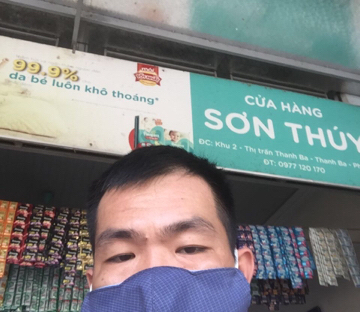 99,9%
da bé luôn khô thoáng*
CỬA HÀNG
SƠN THỦY
ĐC: Khu 2 - Thị trấn Thanh Ba - Thanh Ba - Ph
ĐT: 0977 120 170